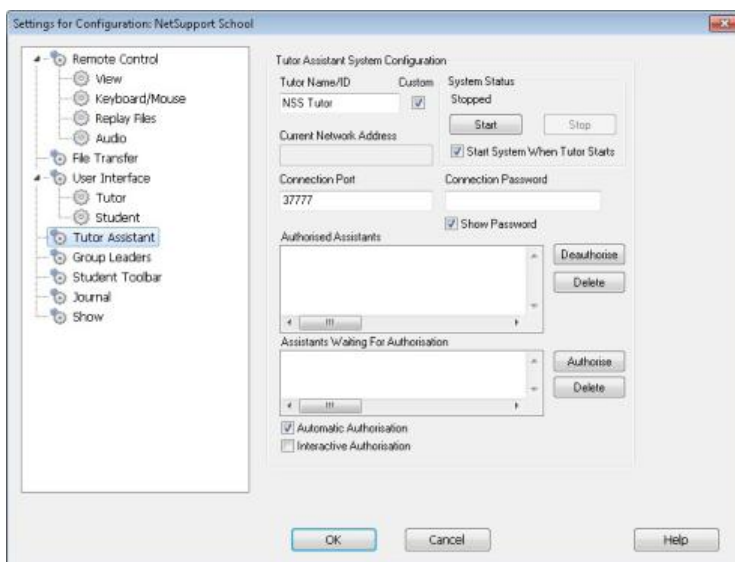 Settings for Configuration: NetSupport School
Remote Control
View
Keyboard/Mouse
Replay Files
Audio
File Transfer
User Interface
Tutor
Student
Tutor Assistant
Group Leaders
Student Toolbar
Journal
Show
Tutor Assistant System Configuration
Tutor Name/ID
Custom
NSS Tutor
System Status
Stopped
Start
Stop
Start System When Tutor Starts
Current Network Address
Connection Port
37777
Connection Password
Show Password
Authorised Assistants
Deauthorise
Delete
Assistants Waiting For Authorisation
Authorise
Delete
Automatic Authorisation
Interactive Authorisation
OK
Cancel
Help